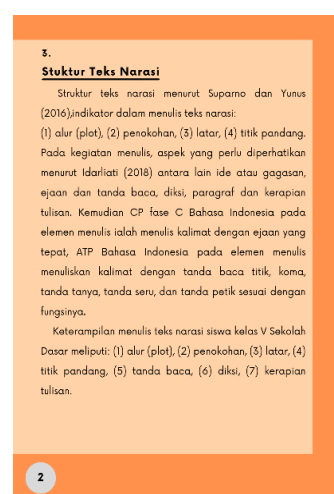 3.
Stuktur Teks Narasi
Struktur teks narasi menurut Suparno dan Yunus
(2016),indikator dalam menulis teks narasi:
(1) alur (plot), (2) penokohan, (3) latar, (4) titik pandang.
Pada kegiatan menulis, aspek yang perlu diperhatikan
menurut Idarliati (2018) antara lain ide atau gagasan,
ejaan dan tanda baca, diksi, paragraf dan kerapian
tulisan. Kemudian CP fase C Bahasa Indonesia pada
elemen menulis ialah menulis kalimat dengan ejaan yang
tepat, ATP Bahasa Indonesia pada elemen menulis
menuliskan kalimat dengan tanda baca titik, koma,
tanda tanya, tanda seru, dan tanda petik sesuai dengan
fungsinya.
Keterampilan menulis teks narasi siswa kelas V Sekolah
Dasar meliputi: (1) alur (plot), (2) penokohan, (3) latar, (4)
titik pandang, (5) tanda baca, (6) diksi, (7) kerapian
tulisan.
2